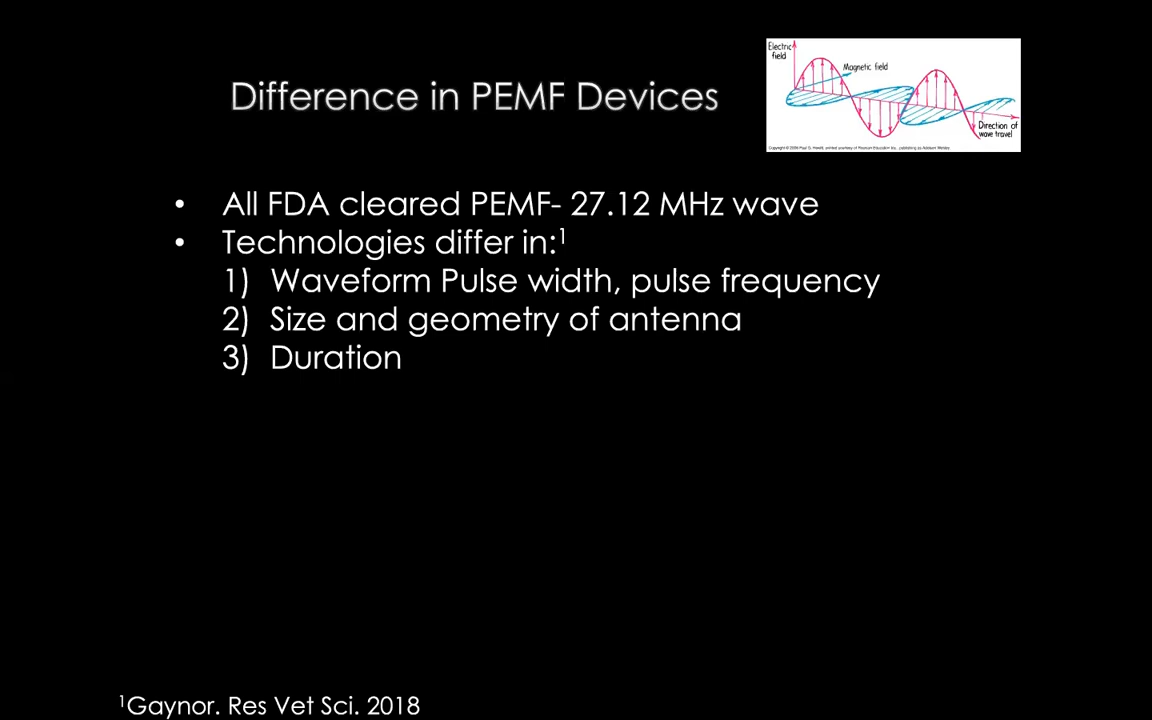 Difference in PEMF Devices
Electric
field
Magnetic field
Direction of
wave travel
• All FDA cleared PEMF- 27.12 MHz wave
• Technologies differ in:¹
1) Waveform Pulse width, pulse frequency
2) Size and geometry of antenna
3) Duration
¹Gaynor. Res Vet Sci. 2018